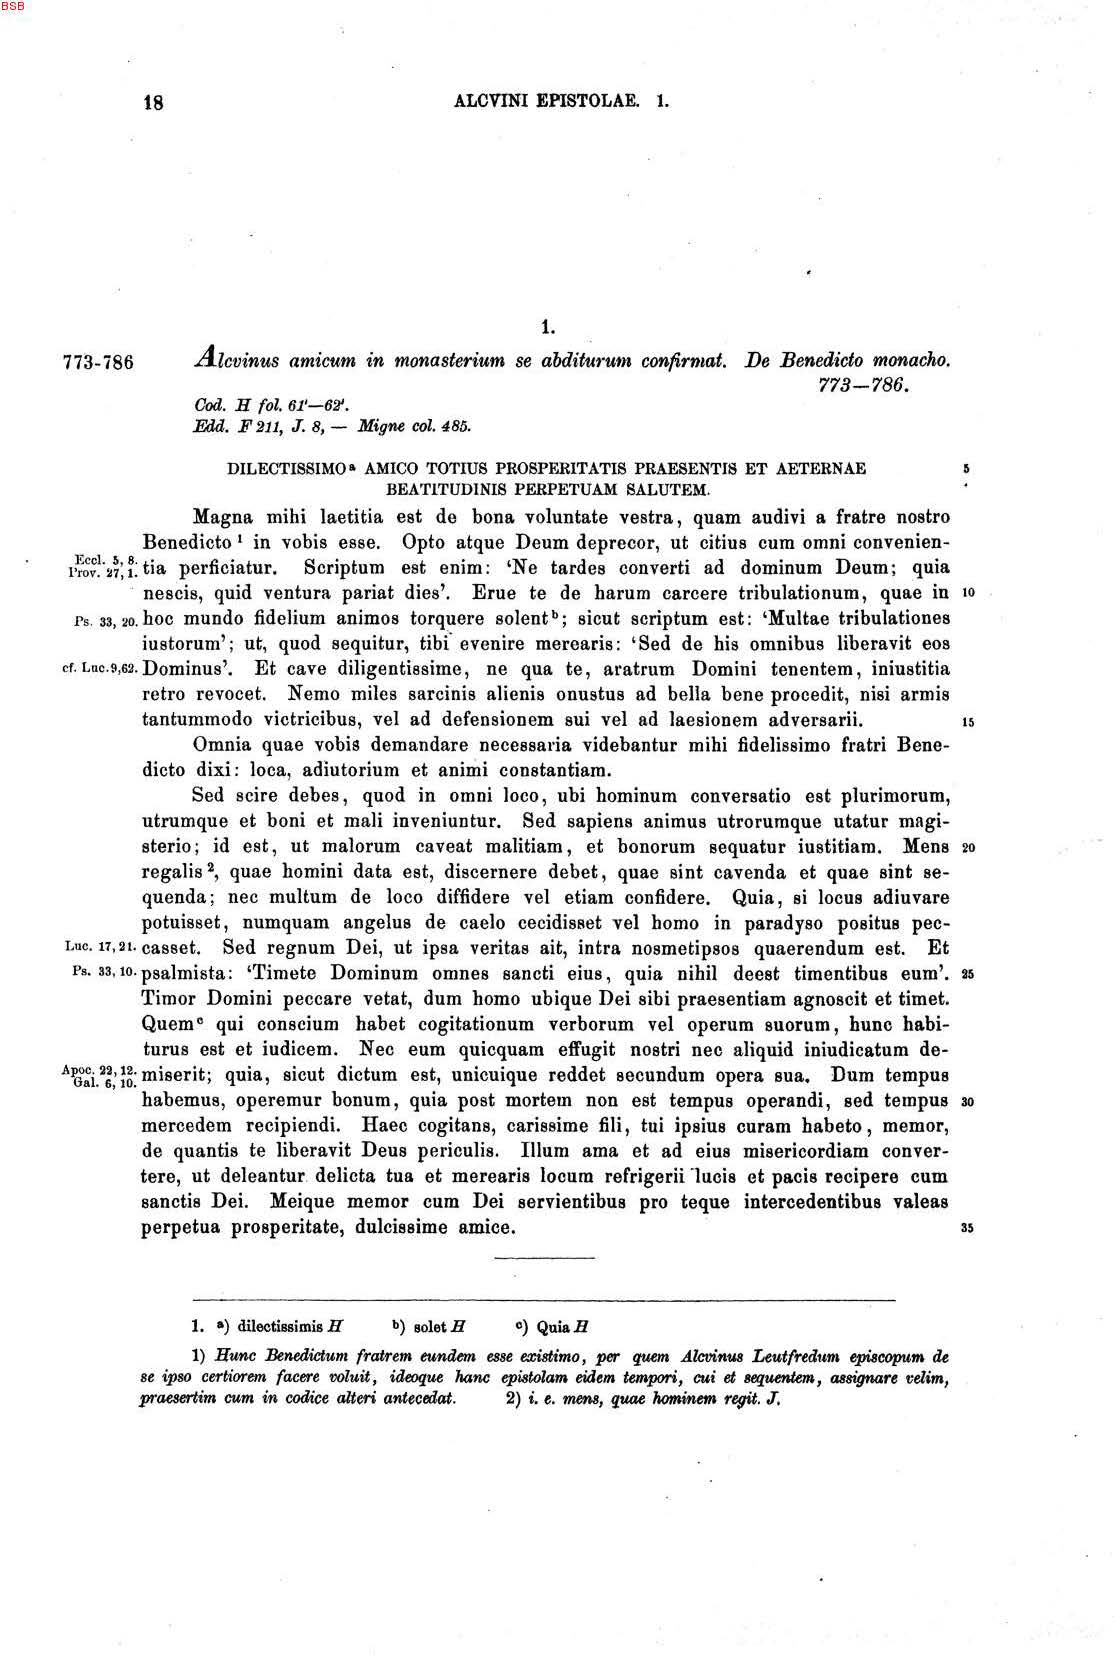 BSB
18 ALCVINI EPISTOLAE. 1.
1.
773-786 Alcvinus amicum in monasterium se abditurum confirmat. De Benedicto monacho.
773—786.
Cod. H fol. 61'—62'.
Edd. F 211, J. 8, — Migne col. 485.
DILECTISSIMO a AMICO TOTIUS PROSPERITATIS PRAESENTIS ET AETERNAE 5
BEATITUDINIS PERPETUAM SALUTEM.
Magna mihi laetitia est de bona voluntate vestra, quam audivi a fratre nostro
Benedicto 1 in vobis esse. Opto atque Deum deprecor, ut citius cum omni convenien-
Eccl. 5, 8.
Prov. 27, 1. tia perficiatur. Scriptum est enim: ‘Ne tardes converti ad dominum Deum; quia
nescis, quid ventura pariat dies’. Erue te de harum carcere tribulationum, quae in 10
Ps. 33, 20. hoc mundo fidelium animos torquere solent b; sicut scriptum est: ‘Multae tribulationes
iustorum’; ut, quod sequitur, tibi evenire merearis: ‘Sed de his omnibus liberavit eos
cf. Luc. 9,62. Dominus’. Et cave diligentissime, ne qua te, aratrum Domini tenentem, iniustitia
retro revocet. Nemo miles sarcinis alienis onustus ad bella bene procedit, nisi armis
tantummodo victricibus, vel ad defensionem sui vel ad laesionem adversarii. 15
Omnia quae vobis demandare necessaria videbantur mihi fidelissimo fratri Bene-
dicto dixi: loca, adiutorium et animi constantiam.
Sed scire debes, quod in omni loco, ubi hominum conversatio est plurimorum,
utrumque et boni et mali inveniuntur. Sed sapiens animus utrorumque utatur magi-
sterio; id est, ut malorum caveat malitiam, et bonorum sequatur iustitiam. Mens 20
regalis 2, quae homini data est, discernere debet, quae sint cavenda et quae sint se-
quenda; nec multum de loco diffidere vel etiam confidere. Quia, si locus adiuvare
potuisset, numquam angelus de caelo cecidisset vel homo in paradyso positus pec-
Luc. 17, 21. casset. Sed regnum Dei, ut ipsa veritas ait, intra nosmetipsos quaerendum est. Et
Ps. 33, 10. psalmista: ‘Timete Dominum omnes sancti eius, quia nihil deest timentibus eum’. 25
Timor Domini peccare vetat, dum homo ubique Dei sibi praesentiam agnoscit et timet.
Quem c qui conscium habet cogitationum verborum vel operum suorum, hunc habi-
turus est et iudicem. Nec eum quicquam effugit nostri nec aliquid iniudicatum de-
Apoc. 22, 12.
Gal. 6, 10. miserit; quia, sicut dictum est, unicuique reddet secundum opera sua. Dum tempus
habemus, operemur bonum, quia post mortem non est tempus operandi, sed tempus 30
mercedem recipiendi. Haec cogitans, carissime fili, tui ipsius curam habeto, memor,
de quantis te liberavit Deus periculis. Illum ama et ad eius misericordiam conver-
tere, ut deleantur delicta tua et merearis locum refrigerii lucis et pacis recipere cum
sanctis Dei. Meique memor cum Dei servientibus pro teque intercedentibus valeas
perpetua prosperitate, dulcissime amice. 35
1. a) dilectissimis H b) solet H c) Quia H
1) Hunc Benedictum fratrem eundem esse existimo, per quem Alcvinus Leutfredum episcopum de
se ipso certiorem facere voluit, ideoque hanc epistolam eidem tempori, cui et sequentem, assignare velim,
praesertim cum in codice alteri antecedat. 2) i. e. mens, quae hominem regit. J.